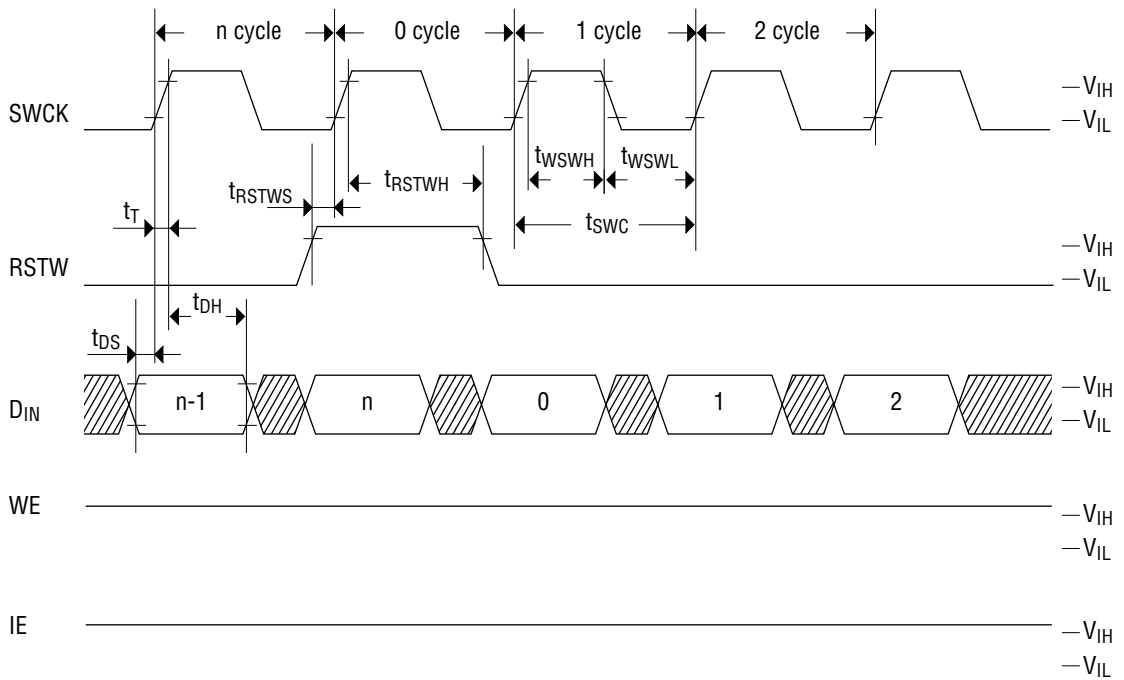 n cycle 0 cycle 1 cycle 2 cycle
SWCK
VIH
VIL
tWSWH tWSWL
tRSTWH
tRSTWS
tT
tSWC
RSTW
VIH
VIL
tDH
tDS
DIN
n-1 n 0 1 2
VIH
VIL
WE
VIH
VIL
IE
VIH
VIL